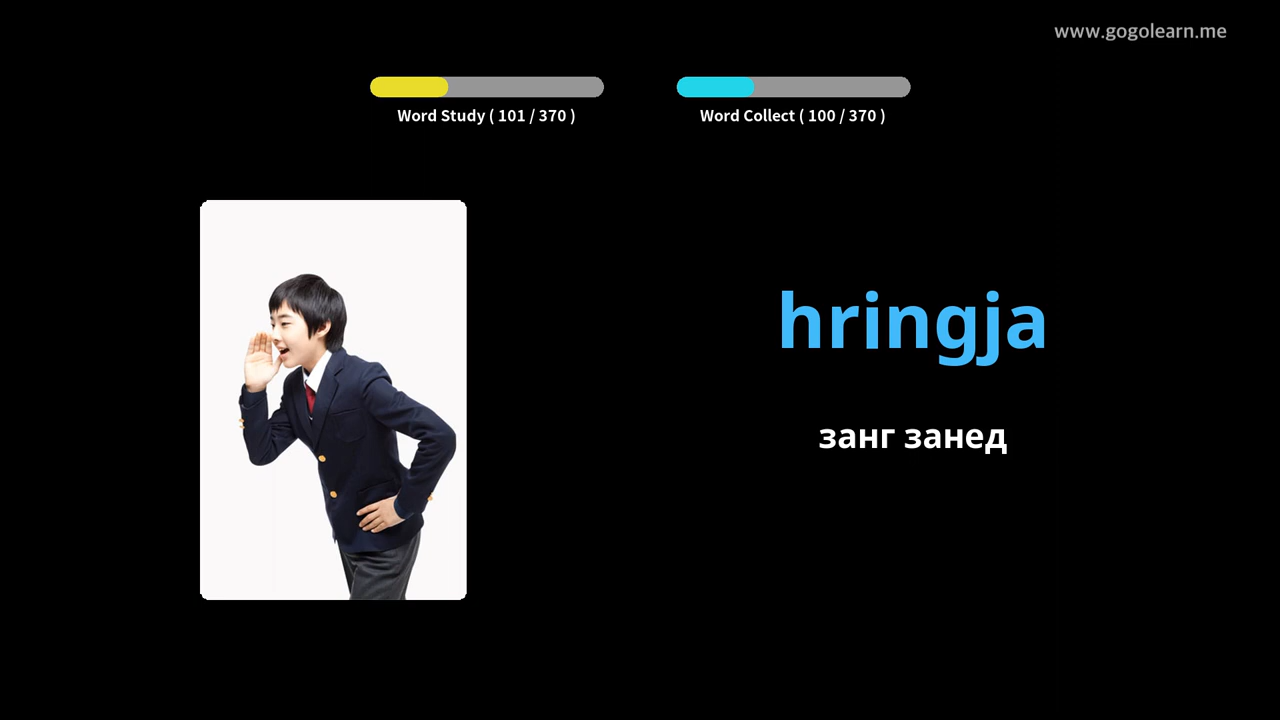 www.gogolearn.me
Word Study ( 101 / 370 )
Word Collect ( 100 / 370 )
hringja
занг занед